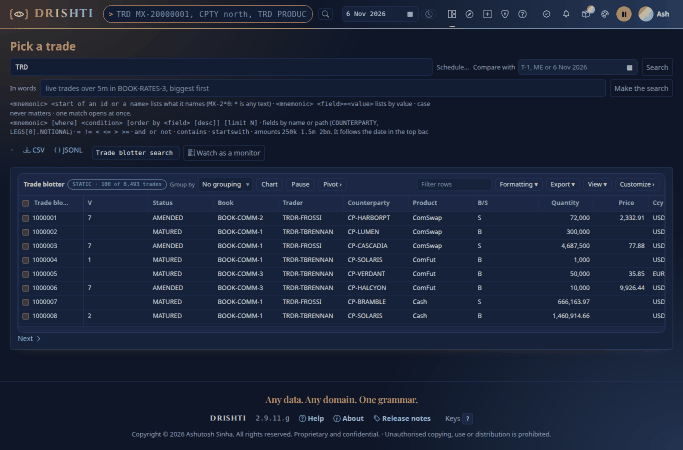 DRISHTI
> TRD MX-20000001, CPTY north, TRD PRODUC
6 Nov 2026
Ash
Pick a trade
TRD
Schedule...
Compare with
T-1, ME or 6 Nov 2026
Search
In words
live trades over 5m in BOOK-RATES-3, biggest first
Make the search
<mnemonic> <start of an id or a name> lists what it names (MX-2*0: * is any text) · <mnemonic> <field>=<value> lists by value · case
never matters · one match opens at once.
<mnemonic> [where] <condition> [order by <field> [desc]] [limit N] · fields by name or path (COUNTERPARTY,
LEGS[0].NOTIONAL) · = != < <= > >= · and or not · contains · startswith · amounts 250k 1.5m 2bn. It follows the date in the top bar.
CSV
JSONL
Trade blotter search
Watch as a monitor
Trade blotter
STATIC · 100 of 8,493 trades
Group by
No grouping
Chart
Pause
Pivot ›
Filter rows
Formatting ▾
Export ▾
View ▾
Customize ›
Trade blo... V Status Book Trader Counterparty Product B/S Quantity Price Ccy
1000001 7 AMENDED BOOK-COMM-2 TRDR-FROSSI CP-HARBORPT ComSwap S 72,000 2,332.91 USD
1000002 MATURED BOOK-COMM-1 TRDR-TBRENNAN CP-LUMEN ComSwap B 300,000 USD
1000003 7 AMENDED BOOK-COMM-1 TRDR-FROSSI CP-CASCADIA ComSwap S 4,687,500 77.88 USD
1000004 1 MATURED BOOK-COMM-1 TRDR-TBRENNAN CP-SOLARIS ComFut B 1,000 USD
1000005 MATURED BOOK-COMM-3 TRDR-TBRENNAN CP-VERDANT ComFut B 50,000 35.85 EUR
1000006 7 AMENDED BOOK-COMM-3 TRDR-TBRENNAN CP-HALCYON ComFut B 10,000 9,926.44 USD
1000007 MATURED BOOK-COMM-1 TRDR-FROSSI CP-BRAMBLE Cash S 666,163.97 USD
1000008 2 MATURED BOOK-COMM-1 TRDR-TBRENNAN CP-SOLARIS Cash B 1,460,914.66 USD
Next ›
Any data. Any domain. One grammar.
DRISHTI 2.9.11.g Help About Release notes Keys ?
Copyright © 2026 Ashutosh Sinha. All rights reserved. Proprietary and confidential. · Unauthorised copying, use or distribution is prohibited.